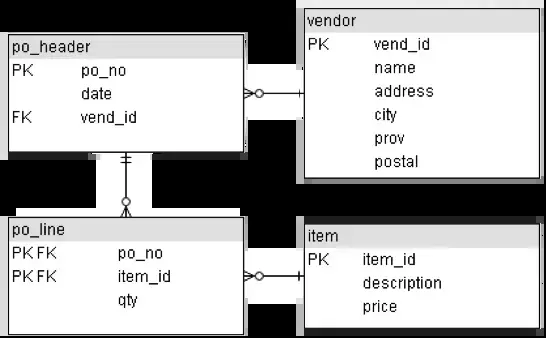 po_header
PK po_no
date
FK vend_id
vendor
PK vend_id
name
address
city
prov
postal
po_line
PK FK po_no
PK FK item_id
qty
item
PK item_id
description
price